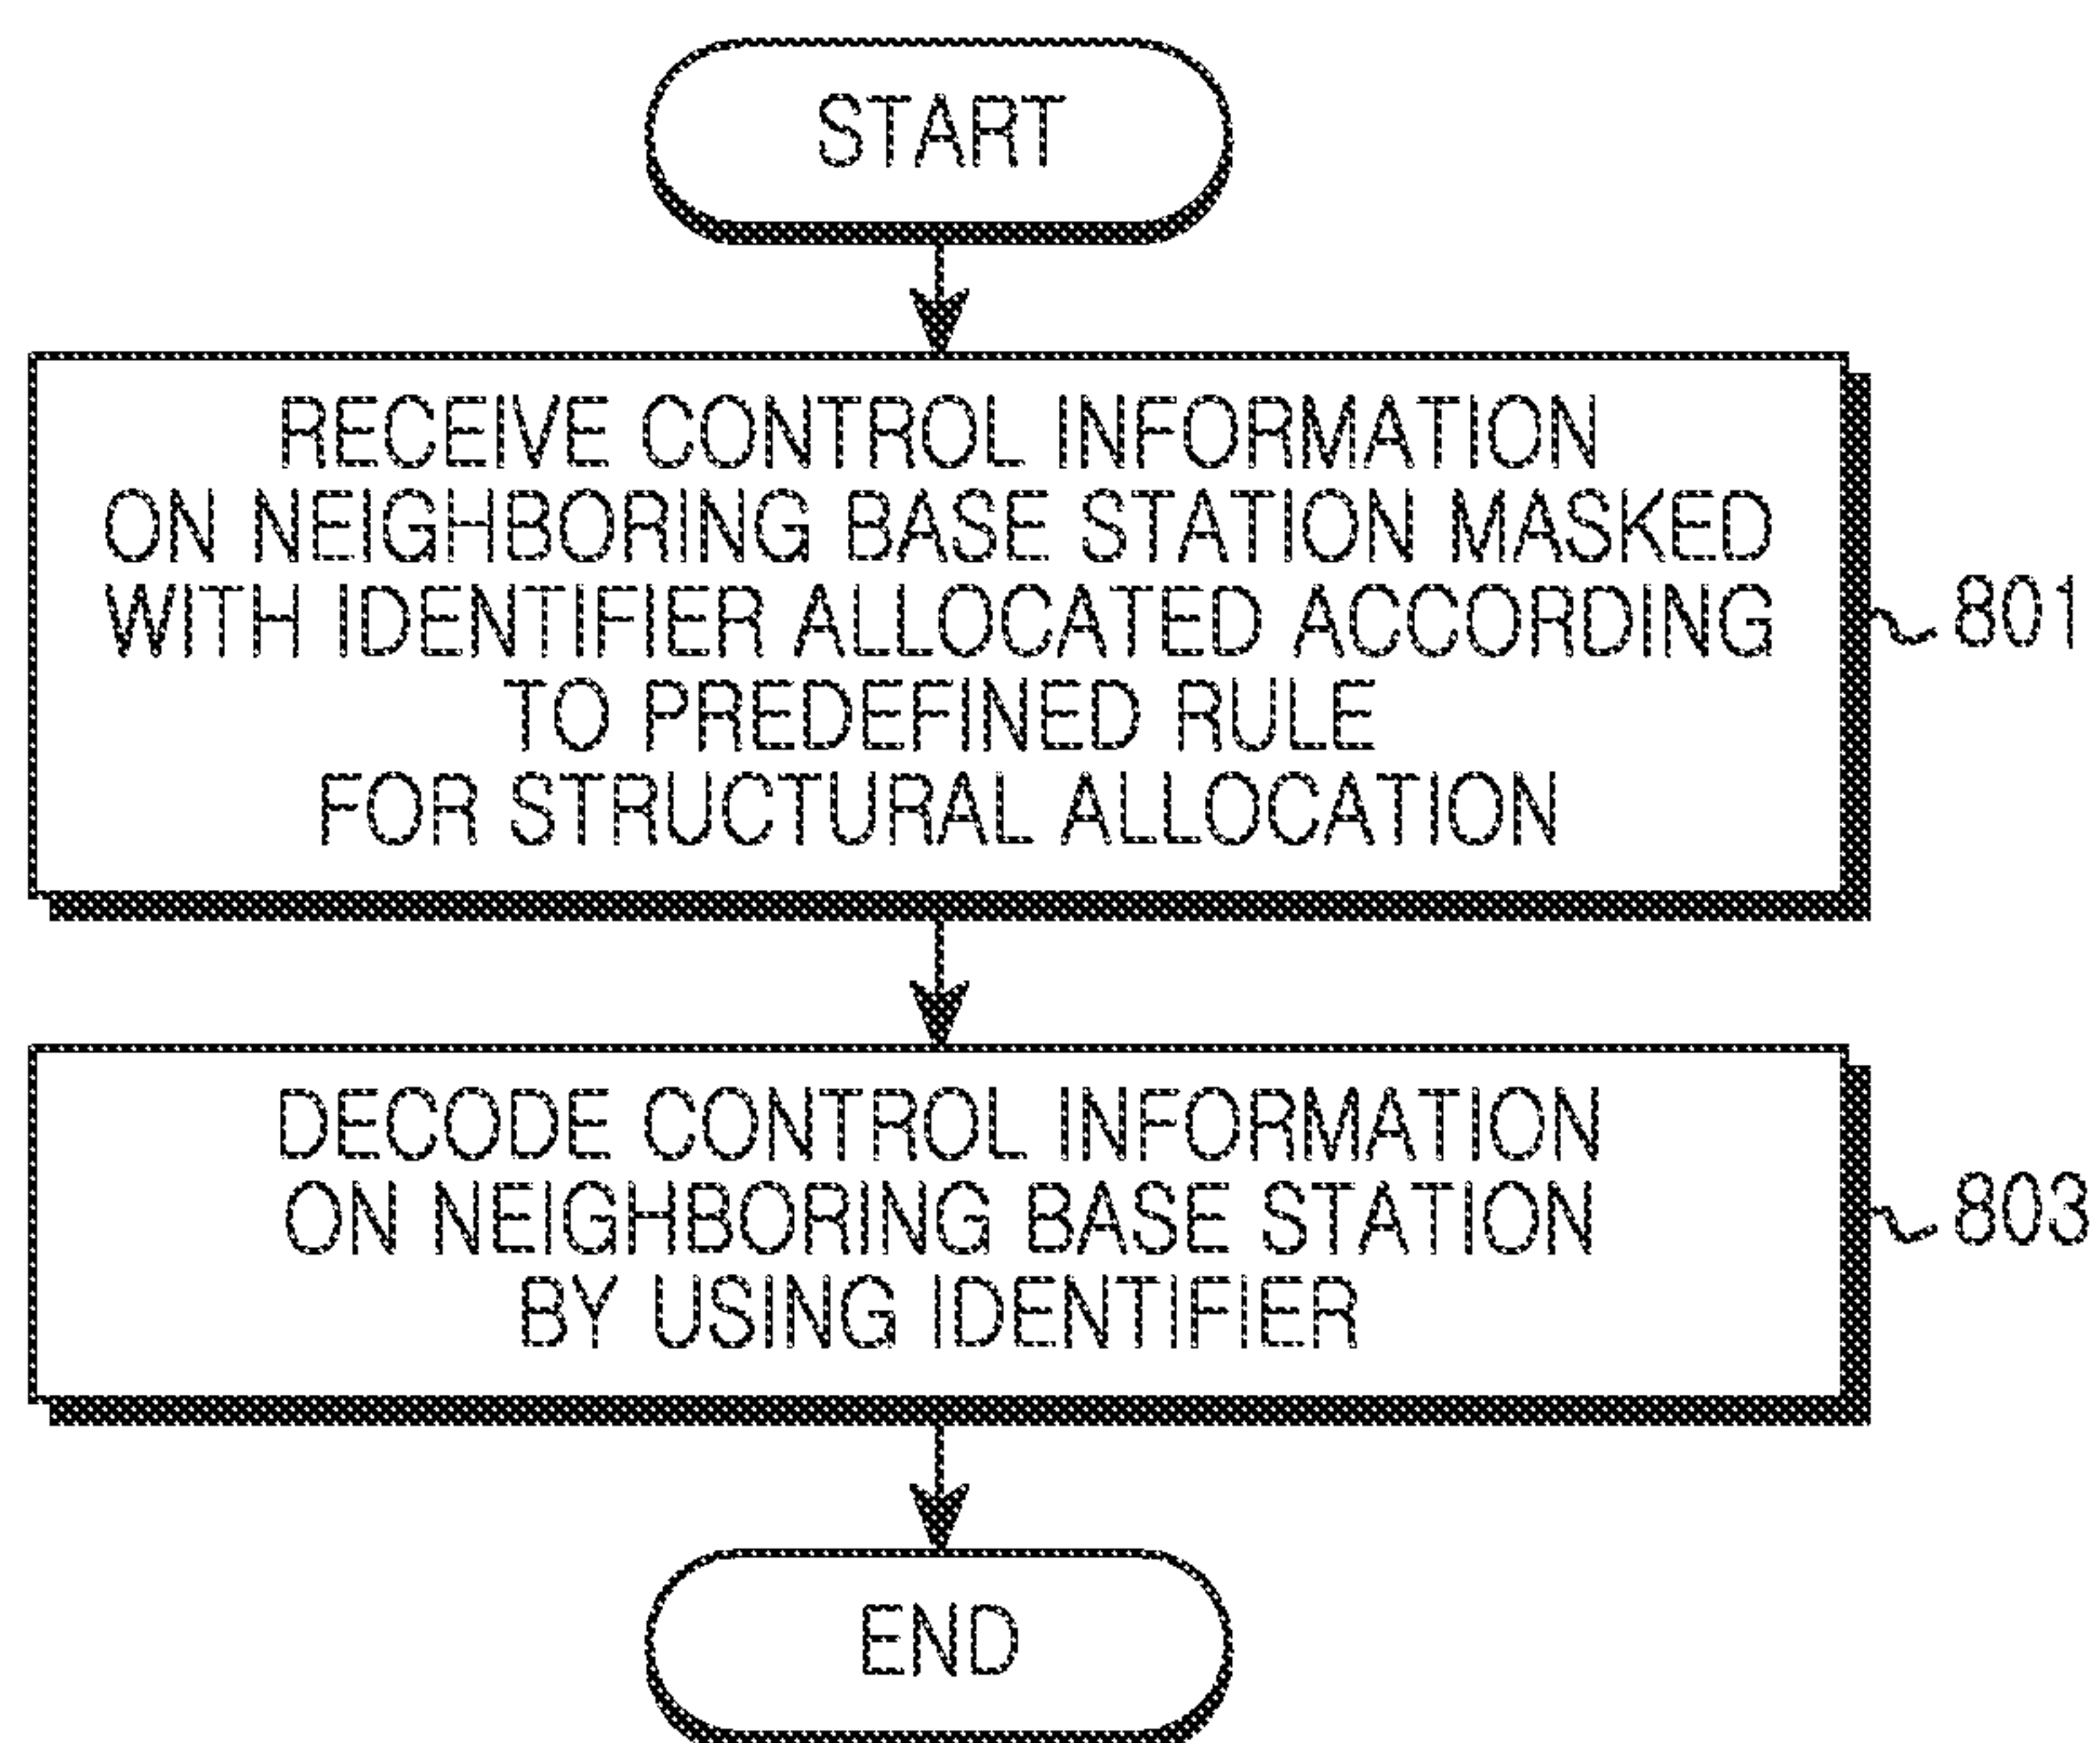 START
RECEIVE CONTROL INFORMATION
ON NEIGHBORING BASE STATION MASKED
WITH IDENTIFIER ALLOCATED ACCORDING
TO PREDEFINED RULE
FOR STRUCTURAL ALLOCATION
801
DECODE CONTROL INFORMATION
ON NEIGHBORING BASE STATION
BY USING IDENTIFIER
803
END